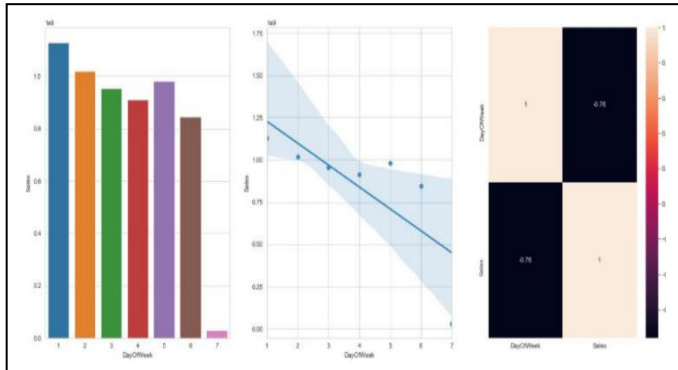 1e9
1.0
0.8
0.6
0.4
0.2
0.0
Sales
1 2 3 4 5 6 7
DayOfWeek
1e9
1.75
1.50
1.25
1.00
0.75
0.50
0.25
0.00
Sales
1 2 3 4 5 6 7
DayOfWeek
DayOfWeek
Sales
1 -0.76
-0.76 1
DayOfWeek Sales